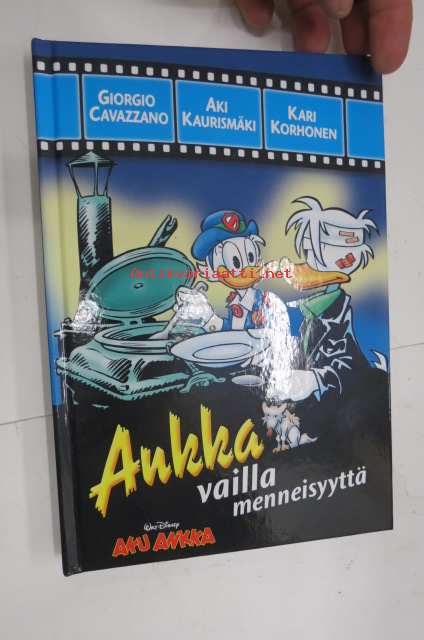 GIORGIO
CAVAZZANO
AKI
KAURISMÄKI
KARI
KORHONEN
Antikvariaatti.net
Ankka
vailla
menneisyyttä
Walt Disney
AKU ANKKA